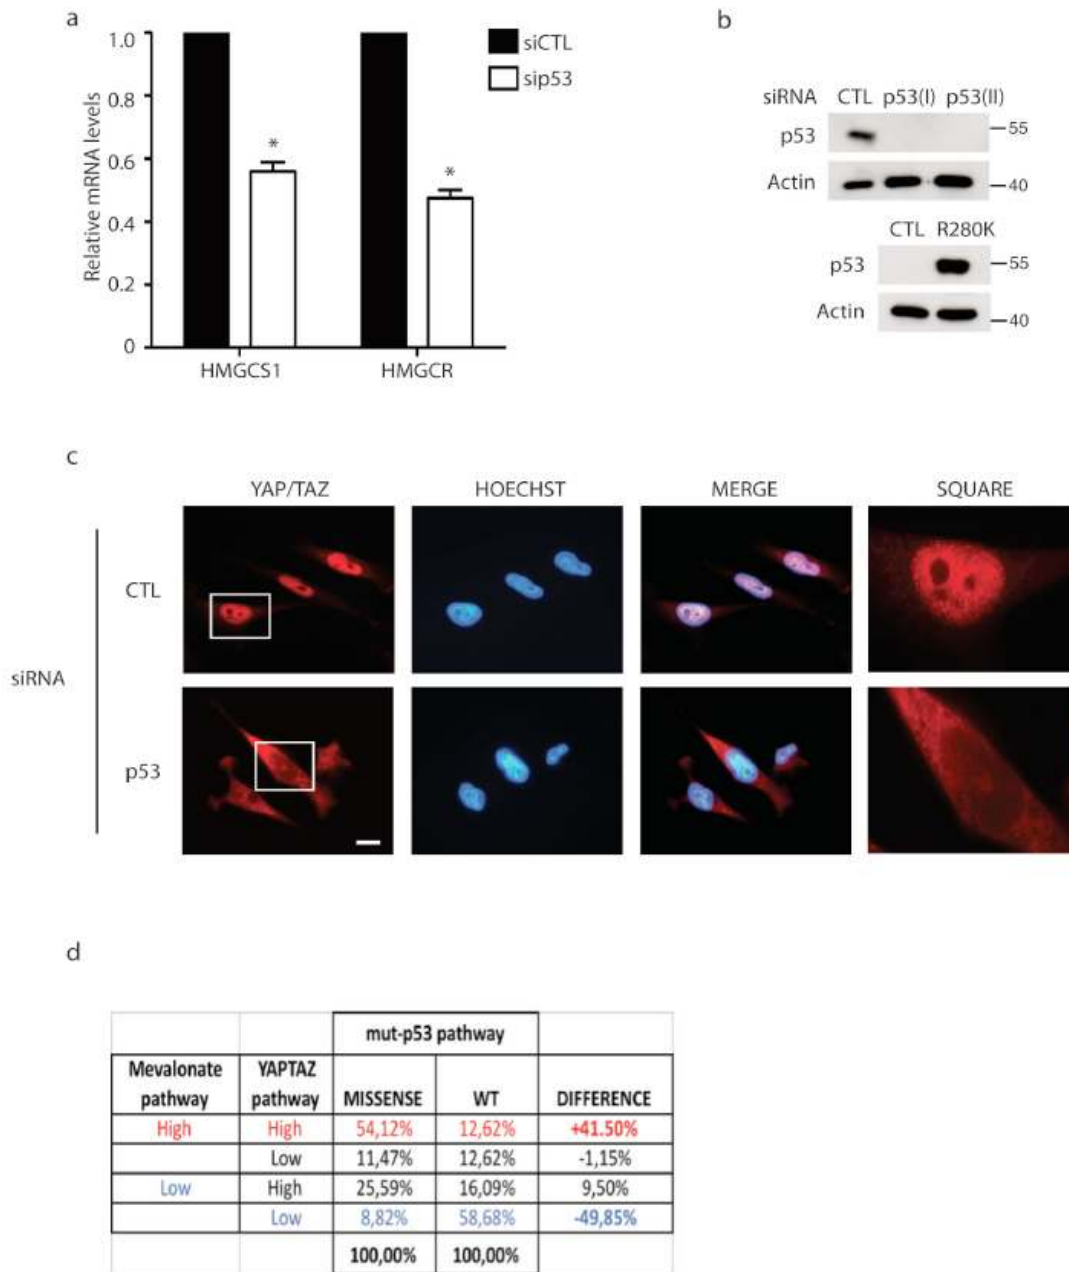 a
1.0
0.8
0.6
0.4
0.2
0
Relative mRNA levels
*
*
HMGCS1
HMGCR
siCTL
sip53
b
siRNA CTL p53(I) p53(II)
p53
55
Actin
40
CTL R280K
p53
55
Actin
40
c
YAP/TAZ HOECHST MERGE SQUARE
CTL
siRNA
p53
d
mut-p53 pathway
Mevalonate pathway YAPTAZ pathway MISSENSE WT DIFFERENCE
High High 54,12% 12,62% +41.50%
Low 11,47% 12,62% -1,15%
Low High 25,59% 16,09% 9,50%
Low 8,82% 58,68% -49,85%
100,00% 100,00%